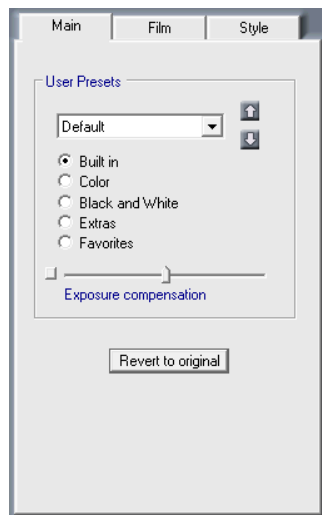 Main Film Style
User Presets
Default
Built in
Color
Black and White
Extras
Favorites
Exposure compensation
Revert to original